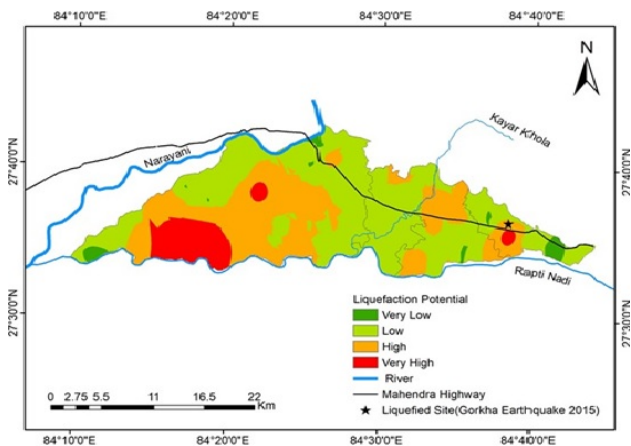 84°10'0"E 84°20'0"E 84°30'0"E 84°40'0"E
N
Kayar Khola
Narayani
27°40'0"N 27°40'0"N
Rapti Nadi
27°30'0"N 27°30'0"N
Liquefaction Potential
Very Low
Low
High
Very High
River
Mahendra Highway
Liquefied Site(Gorkha Earthquake 2015)
0 2.75 5.5 11 16.5 22
Km
84°10'0"E 84°20'0"E 84°30'0"E 84°40'0"E